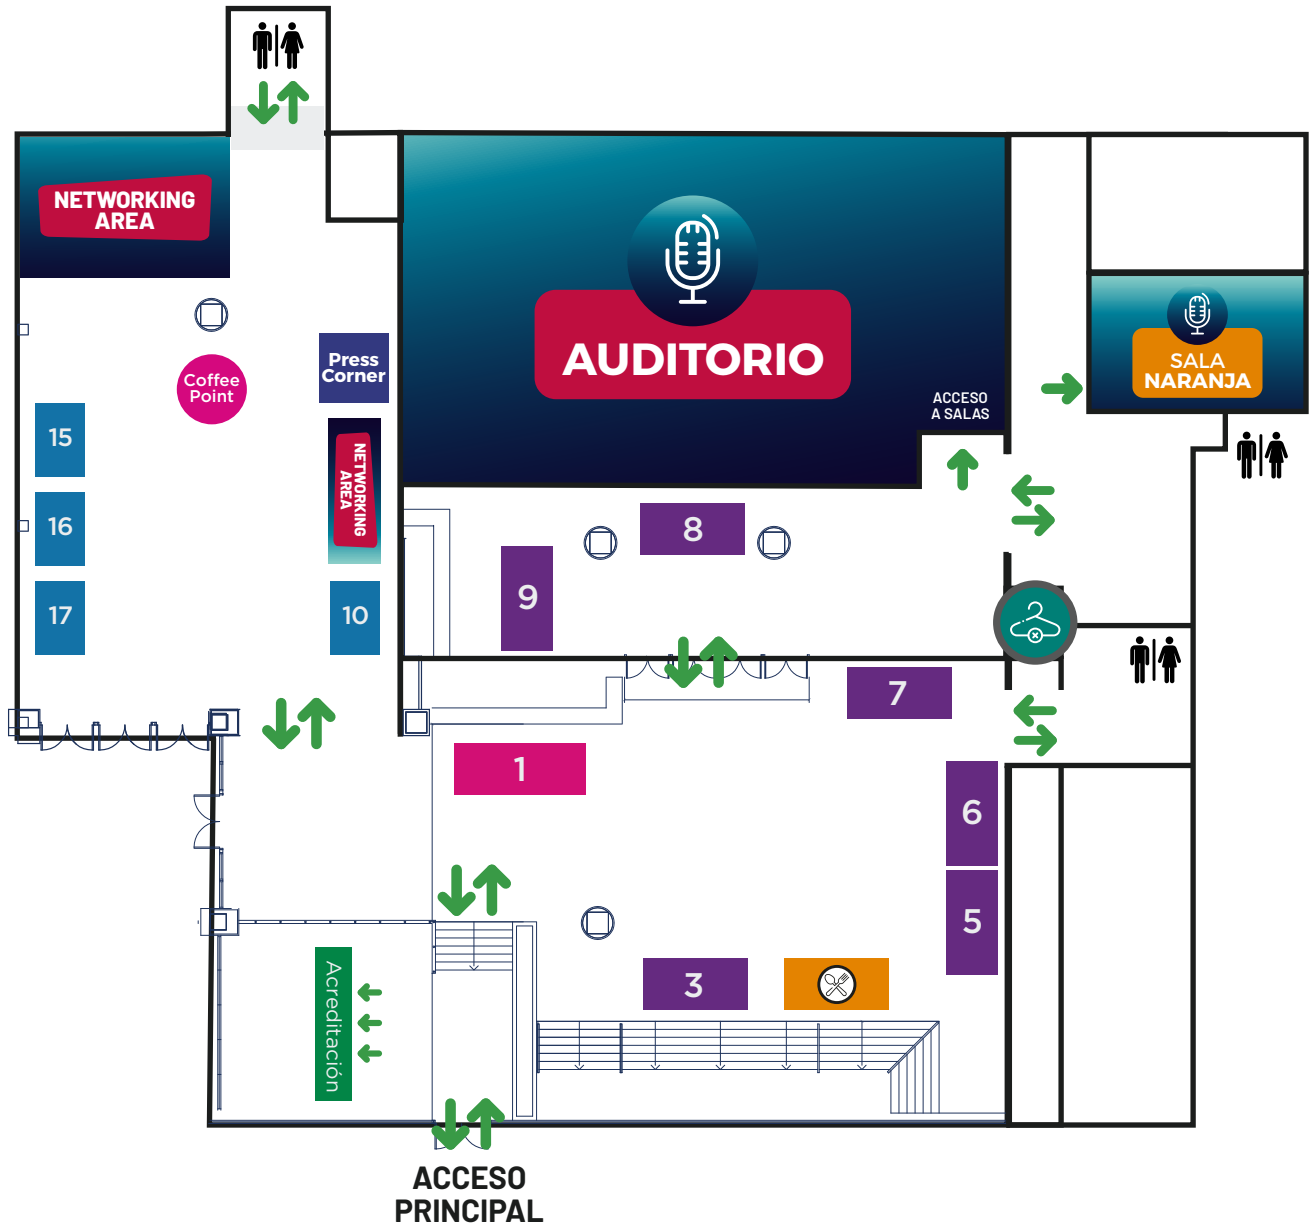 NETWORKING
AREA
AUDITORIO
ACCESO
A SALAS
SALA
NARANJA
Press
Corner
Coffee
Point
NETWORKING
AREA
15
16
17
10
8
9
7
1
6
5
3
Acreditación
ACCESO
PRINCIPAL